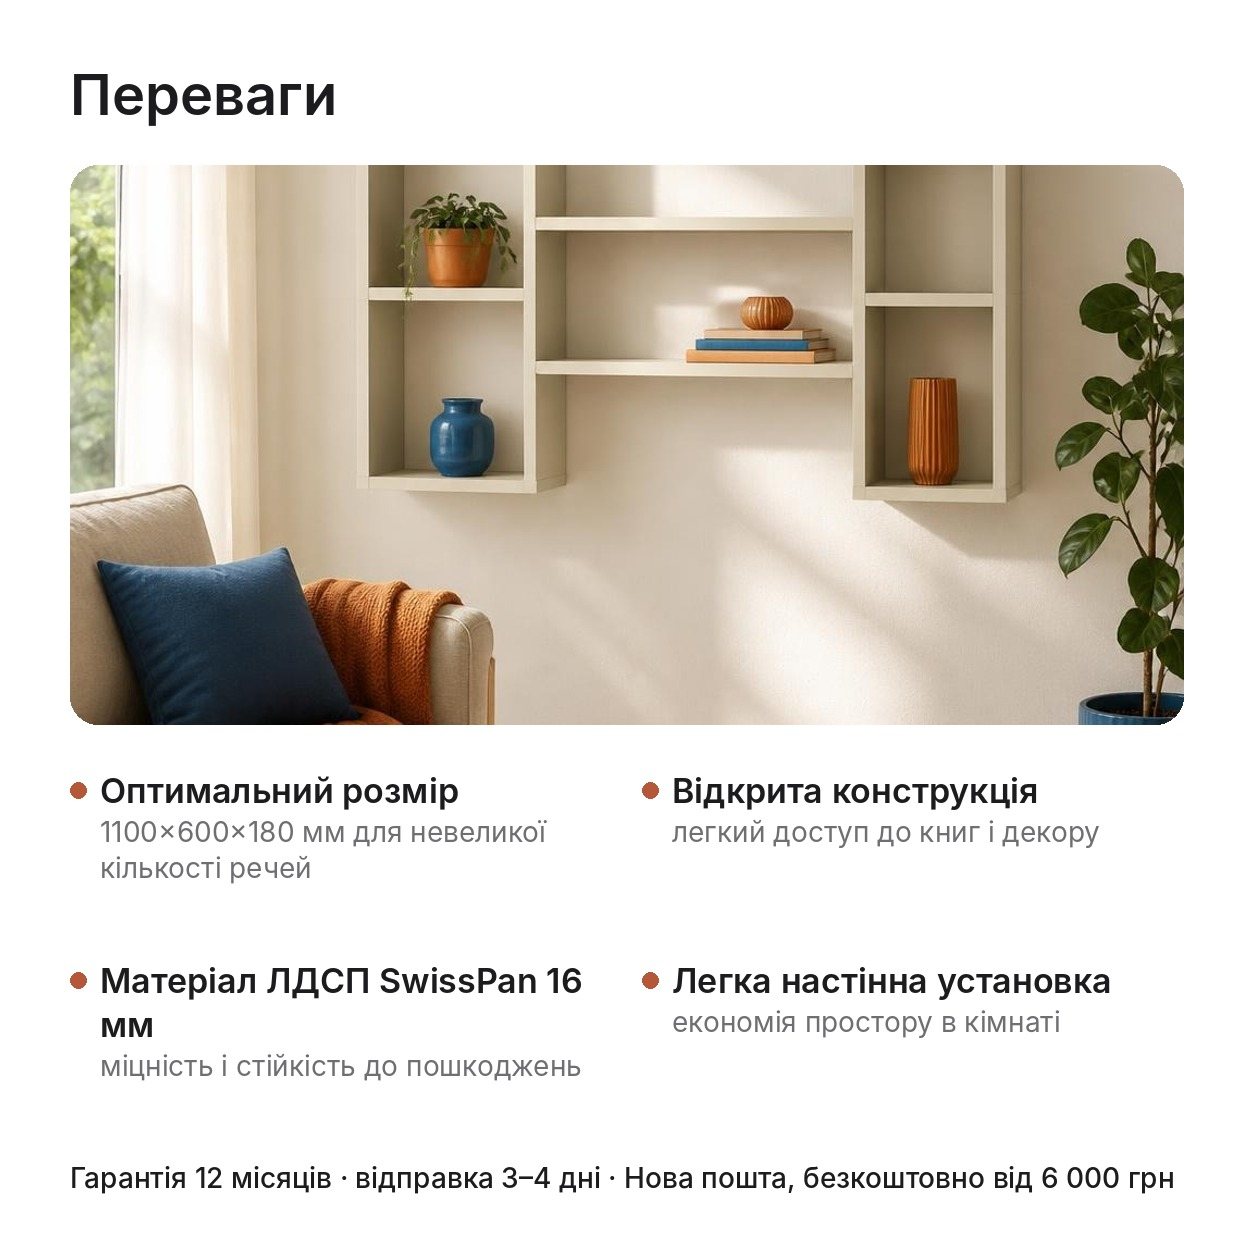 Переваги
Оптимальний розмір
1100×600×180 мм для невеликої
кількості речей
Відкрита конструкція
легкий доступ до книг і декору
Матеріал ЛДСП SwissPan 16
мм
міцність і стійкість до пошкоджень
Легка настінна установка
економія простору в кімнаті
Гарантія 12 місяців · відправка 3–4 дні · Нова пошта, безкоштовно від 6 000 грн